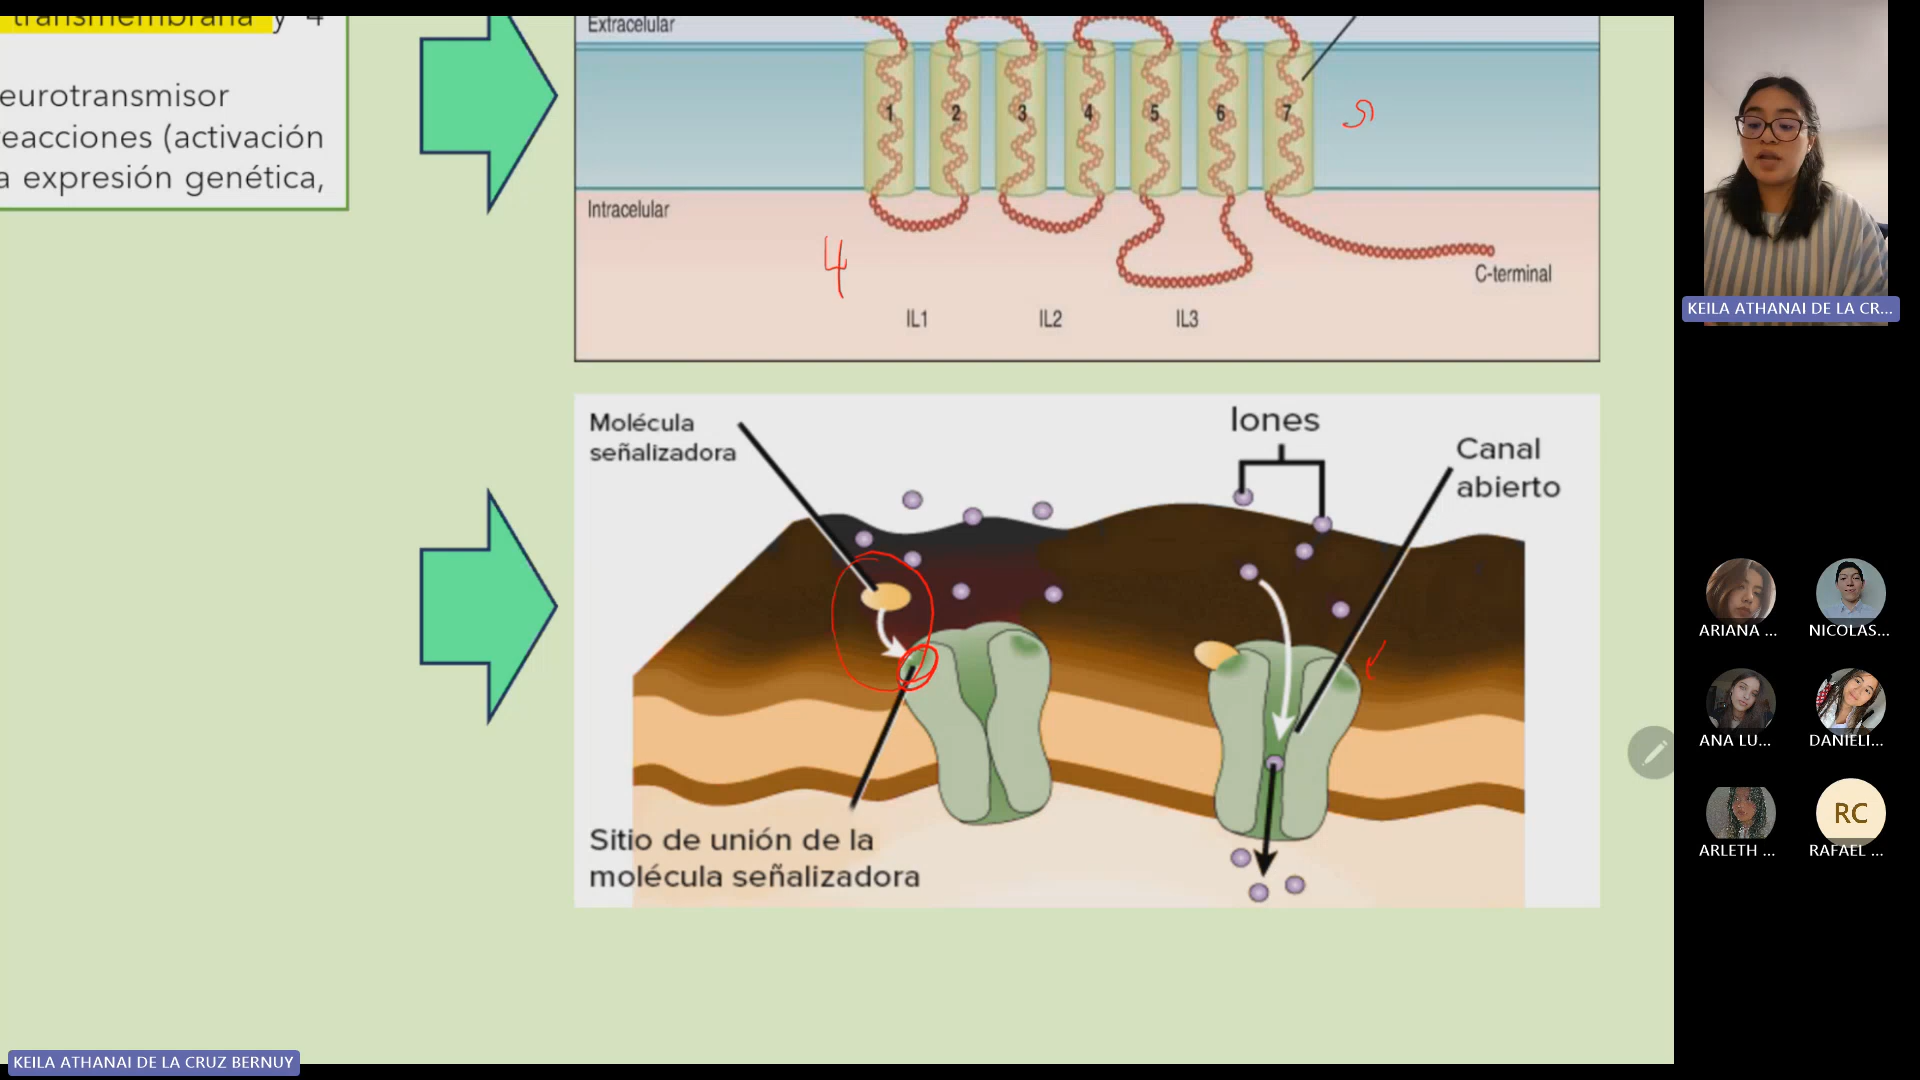 transmembrana y 4
eurotransmisor
eacciones (activación
a expresión genética,
Extracelular
1 2 3 4 5 6 7
Intracelular
4
C-terminal
IL1 IL2 IL3
Molécula
señalizadora
Iones
Canal
abierto
Sitio de unión de la
molécula señalizadora
KEILA ATHANAI DE LA CR...
ARIANA ...
NICOLAS...
ANA LU...
DANIELI...
ARLETH ...
RC
RAFAEL ...
KEILA ATHANAI DE LA CRUZ BERNUY